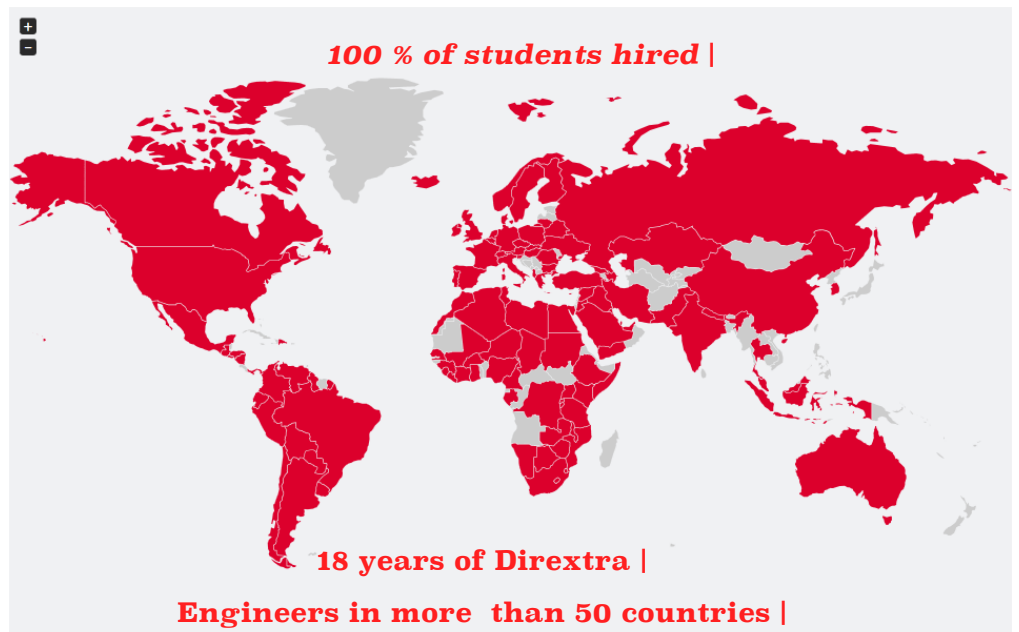 100 % of students hired |
18 years of Dirextra |
Engineers in more  than 50 countries |